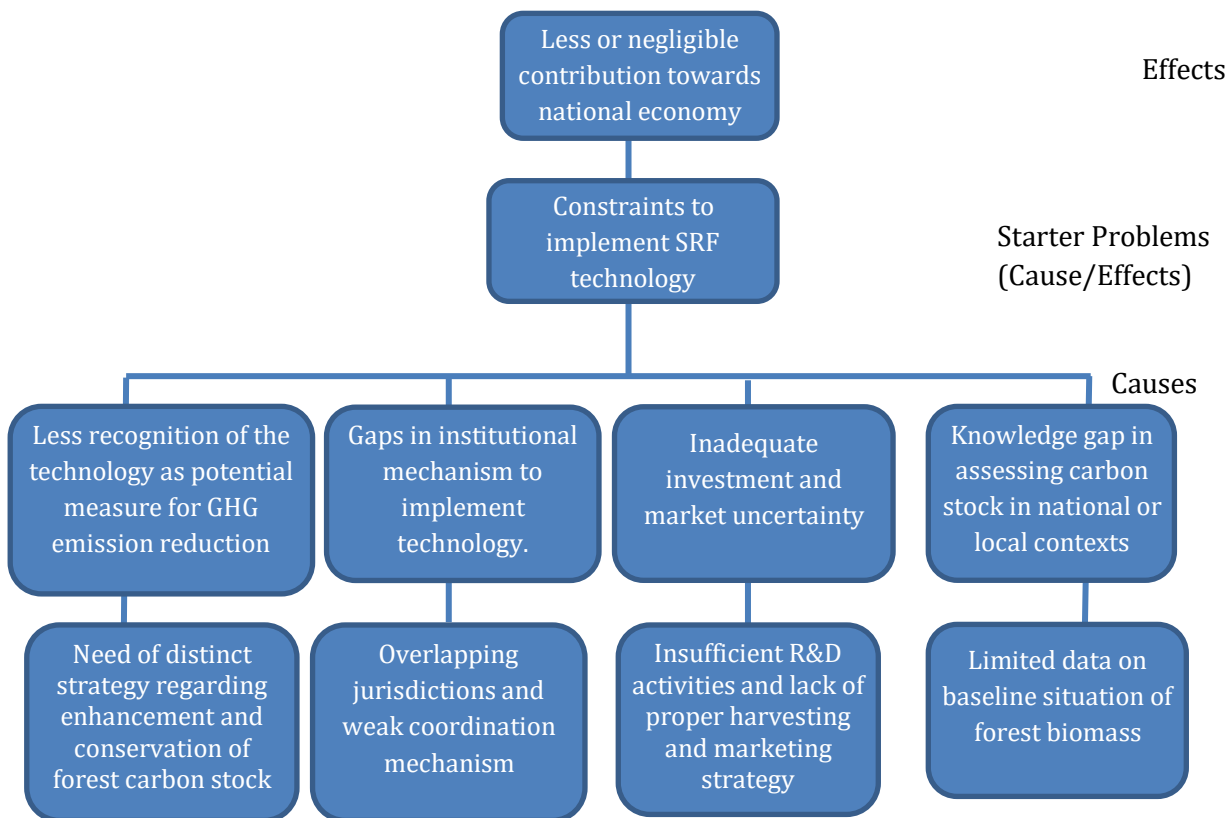 Less or negligible
contribution towards
national economy
Effects
Constraints to
implement SRF
technology
Starter Problems
(Cause/Effects)
Causes
Less recognition of the
technology as potential
measure for GHG
emission reduction
Gaps in institutional
mechanism to
implement
technology.
Inadequate
investment and
market uncertainty
Knowledge gap in
assessing carbon
stock in national or
local contexts
Need of distinct
strategy regarding
enhancement and
conservation of
forest carbon stock
Overlapping
jurisdictions and
weak coordination
mechanism
Insufficient R&D
activities and lack of
proper harvesting
and marketing
strategy
Limited data on
baseline situation of
forest biomass